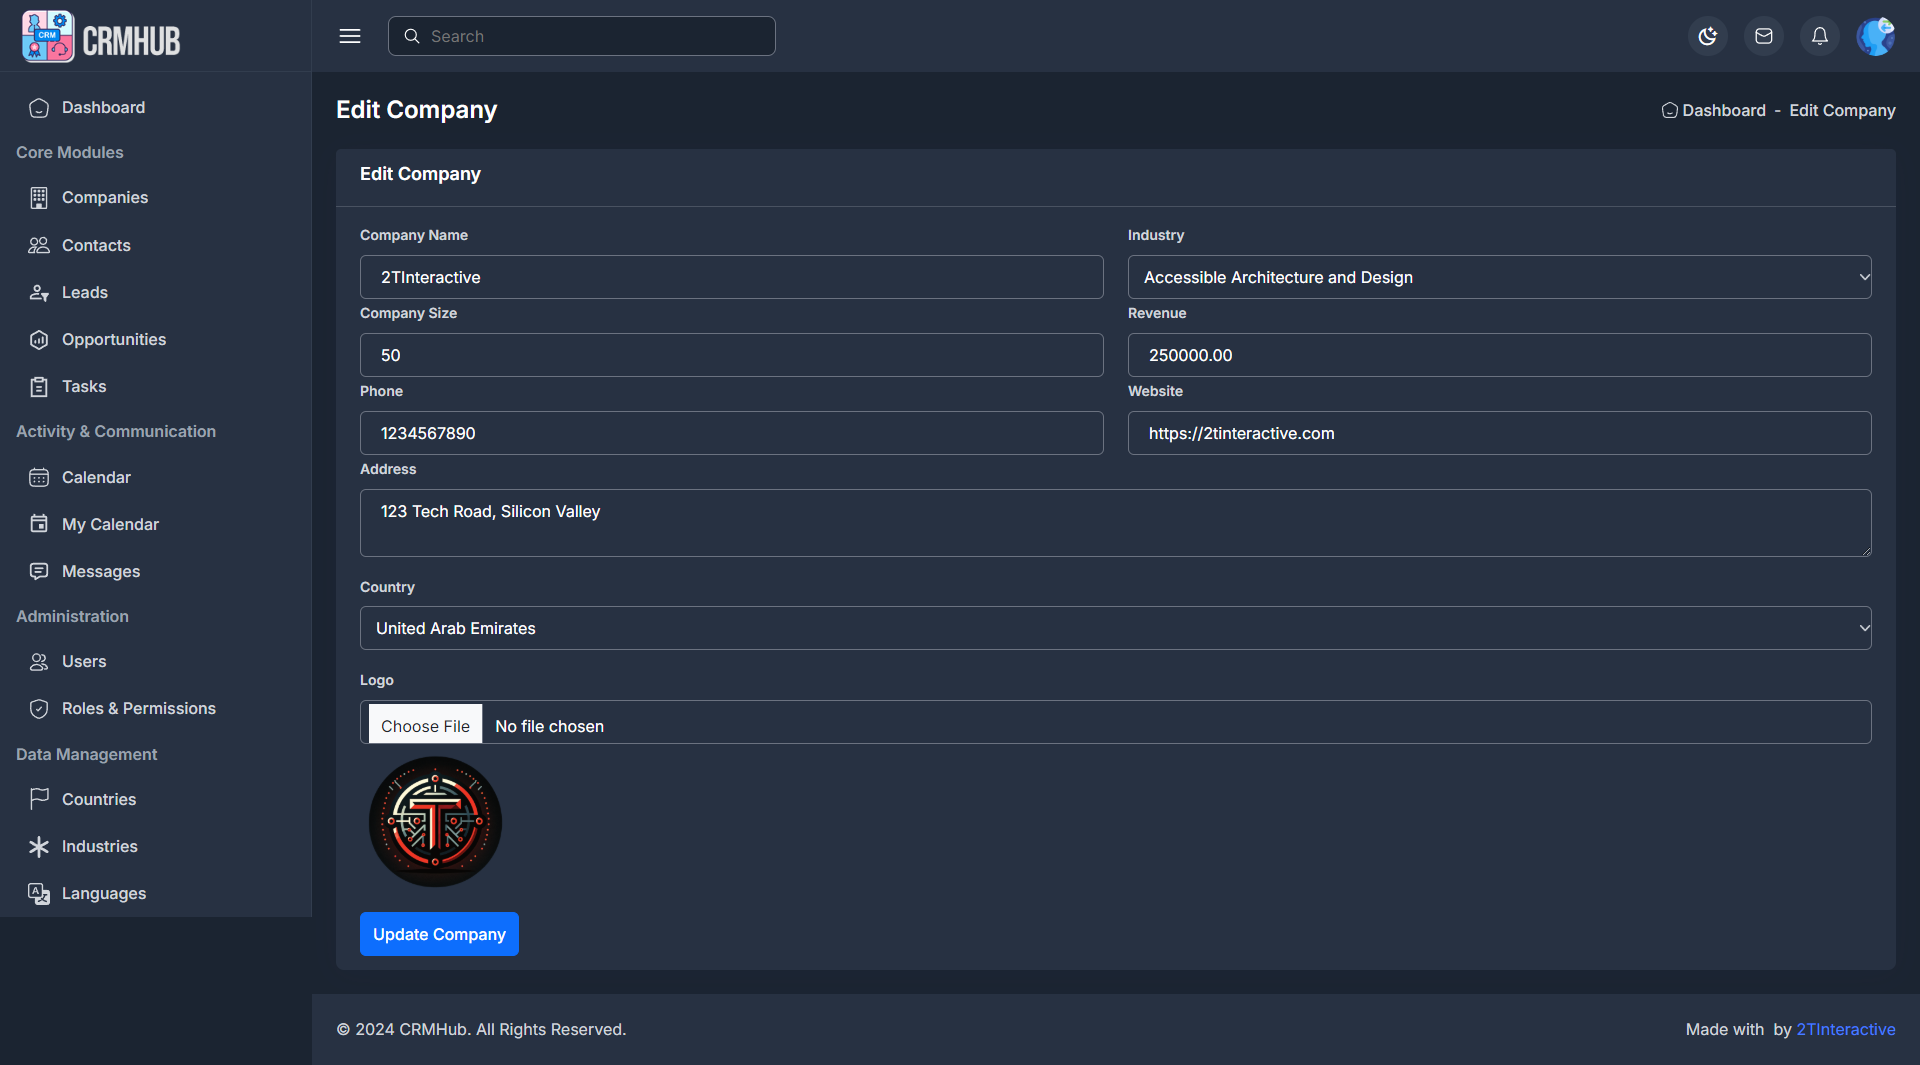 CRM
CRMHUB
Search
Dashboard
Core Modules
Companies
Contacts
Leads
Opportunities
Tasks
Activity & Communication
Calendar
My Calendar
Messages
Administration
Users
Roles & Permissions
Data Management
Countries
Industries
Languages
Edit Company
Dashboard - Edit Company
Edit Company
Company Name
2TInteractive
Industry
Accessible Architecture and Design
Company Size
50
Revenue
250000.00
Phone
1234567890
Website
https://2tinteractive.com
Address
123 Tech Road, Silicon Valley
Country
United Arab Emirates
Logo
Choose File No file chosen
T
Update Company
© 2024 CRMHub. All Rights Reserved.
Made with by 2TInteractive